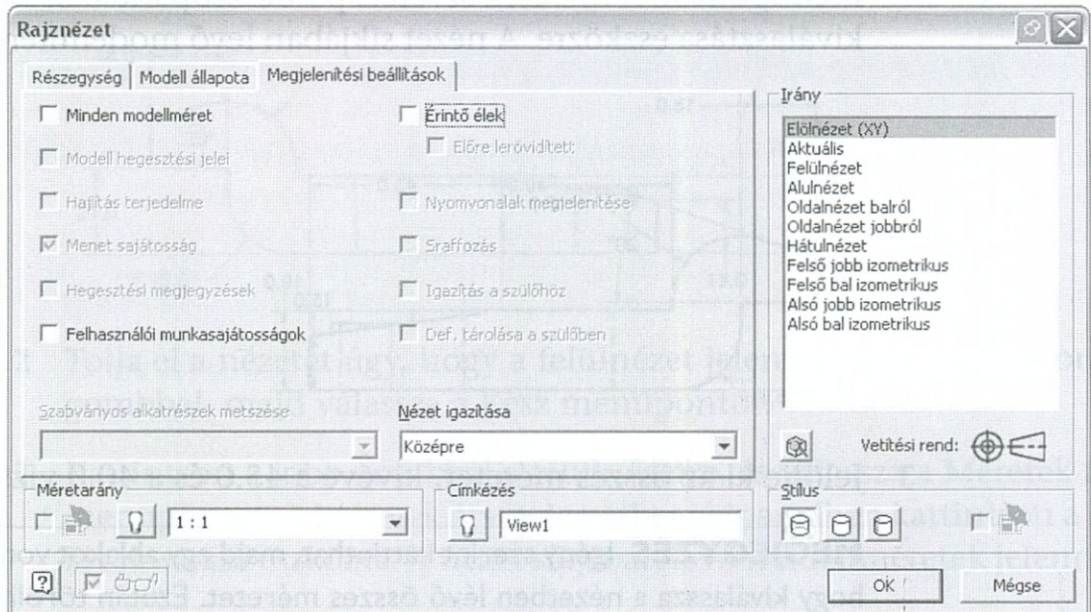 Rajznézet
Részegység
Modell állapota
Megjelenítési beállítások
Minden modellméret
Modell hegesztési jelei
Hajlítás terjedelme
Menet sajátosság
Hegesztési megjegyzések
Felhasználói munkasajátosságok
Érintő élek
Előre lerövidített
Nyomvonalak megjelenítése
Sraffozás
Igazítás a szülőhöz
Def. tárolása a szülőben
Szabványos alkatrészek metszése
Nézet igazítása
Középre
Irány
Elölnézet (XY)
Aktuális
Felülnézet
Alulnézet
Oldalnézet balról
Oldalnézet jobbról
Hátulnézet
Felső jobb izometrikus
Felső bal izometrikus
Alsó jobb izometrikus
Alsó bal izometrikus
Vetítési rend:
Méretarány
1 : 1
Címkézés
View1
Stílus
OK
Mégse